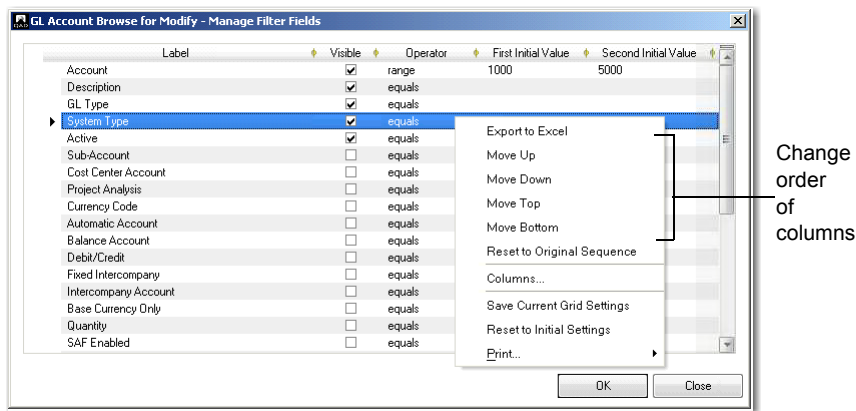 QAD GL Account Browse for Modify - Manage Filter Fields
Label Visible Operator First Initial Value Second Initial Value
Account range 1000 5000
Description equals
GL Type equals
System Type equals
Active equals
Sub-Account equals
Cost Center Account equals
Project Analysis equals
Currency Code equals
Automatic Account equals
Balance Account equals
Debit/Credit equals
Fixed Intercompany equals
Intercompany Account equals
Base Currency Only equals
Quantity equals
SAF Enabled equals
Export to Excel
Move Up
Move Down
Move Top
Move Bottom
Reset to Original Sequence
Columns...
Save Current Grid Settings
Reset to Initial Settings
Print...
Change
order
of
columns
OK Close